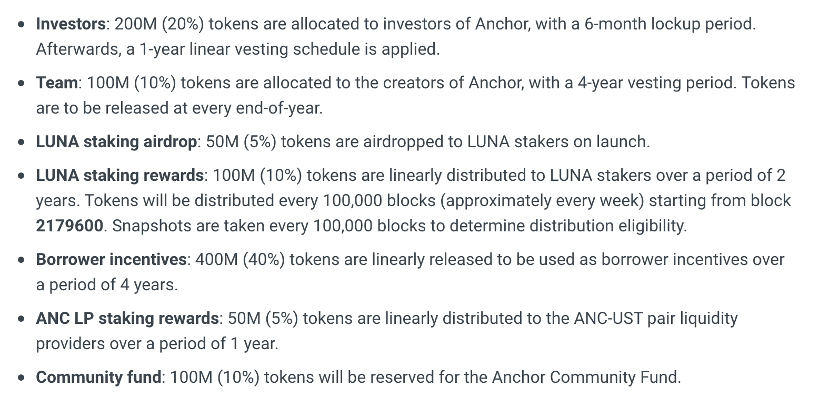 • Investors: 200M (20%) tokens are allocated to investors of Anchor, with a 6-month lockup period.
Afterwards, a 1-year linear vesting schedule is applied.
• Team: 100M (10%) tokens are allocated to the creators of Anchor, with a 4-year vesting period. Tokens
are to be released at every end-of-year.
• LUNA staking airdrop: 50M (5%) tokens are airdropped to LUNA stakers on launch.
• LUNA staking rewards: 100M (10%) tokens are linearly distributed to LUNA stakers over a period of 2
years. Tokens will be distributed every 100,000 blocks (approximately every week) starting from block
2179600. Snapshots are taken every 100,000 blocks to determine distribution eligibility.
• Borrower incentives: 400M (40%) tokens are linearly released to be used as borrower incentives over
a period of 4 years.
• ANC LP staking rewards: 50M (5%) tokens are linearly distributed to the ANC-UST pair liquidity
providers over a period of 1 year.
• Community fund: 100M (10%) tokens will be reserved for the Anchor Community Fund.